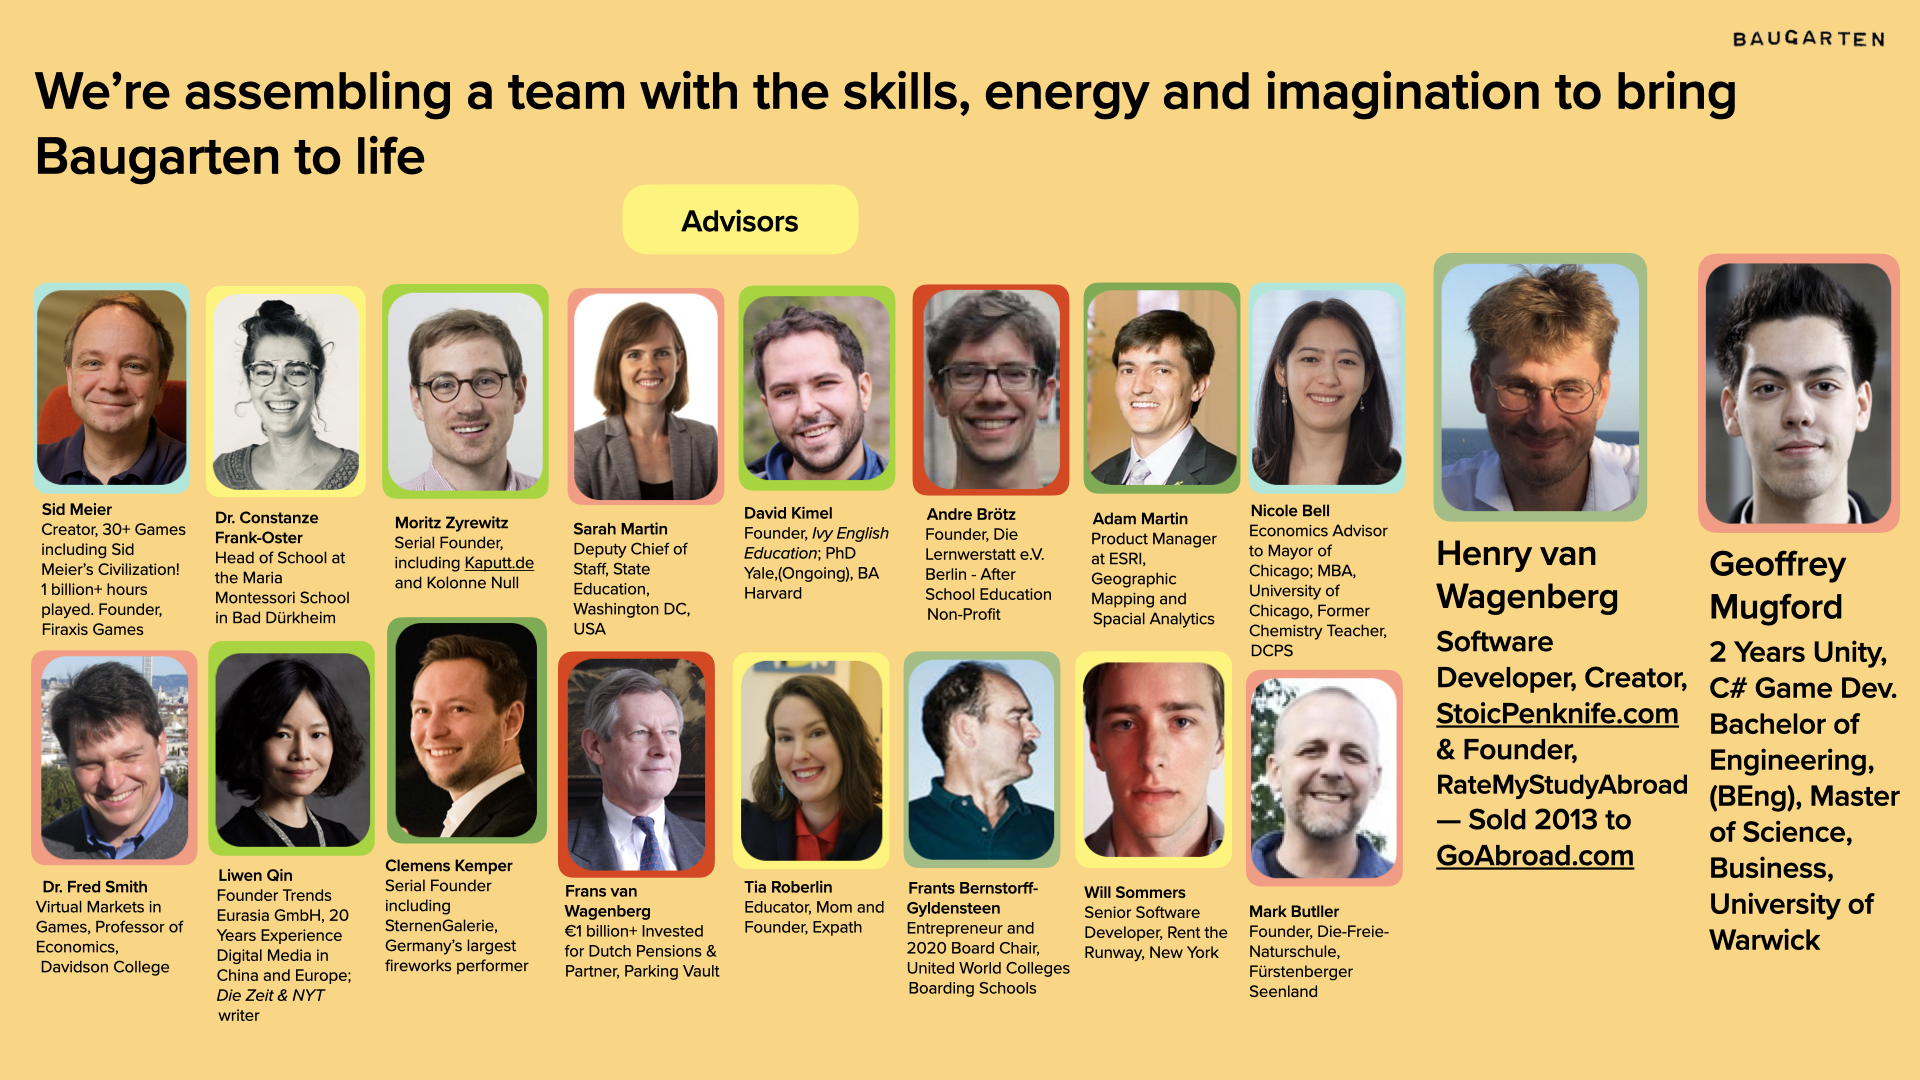 BAUGARTEN
We’re assembling a team with the skills, energy and imagination to bring
Baugarten to life
Advisors
Sid Meier
Creator, 30+ Games
including Sid
Meier’s Civilization!
1 billion+ hours
played. Founder,
Firaxis Games
Dr. Constanze
Frank-Oster
Head of School at
the Maria
Montessori School
in Bad Dürkheim
Moritz Zyrewitz
Serial Founder,
including Kaputt.de
and Kolonne Null
Sarah Martin
Deputy Chief of
Staff, State
Education,
Washington DC,
USA
David Kimel
Founder, Ivy English
Education; PhD
Yale,(Ongoing), BA
Harvard
Andre Brötz
Founder, Die
Lernwerstatt e.V.
Berlin - After
School Education
Non-Profit
Adam Martin
Product Manager
at ESRI,
Geographic
Mapping and
Spacial Analytics
Nicole Bell
Economics Advisor
to Mayor of
Chicago; MBA,
University of
Chicago, Former
Chemistry Teacher,
DCPS
Dr. Fred Smith
Virtual Markets in
Games, Professor of
Economics,
Davidson College
Liwen Qin
Founder Trends
Eurasia GmbH, 20
Years Experience
Digital Media in
China and Europe;
Die Zeit & NYT
writer
Clemens Kemper
Serial Founder
including
SternenGalerie,
Germany’s largest
fireworks performer
Frans van
Wagenberg
€1 billion+ Invested
for Dutch Pensions &
Partner, Parking Vault
Tia Roberlin
Educator, Mom and
Founder, Expath
Frants Bernstorff-
Gyldensteen
Entrepreneur and
2020 Board Chair,
United World Colleges
Boarding Schools
Will Sommers
Senior Software
Developer, Rent the
Runway, New York
Mark Butller
Founder, Die-Freie-
Naturschule,
Fürstenberger
Seenland
Henry van
Wagenberg
Software
Developer, Creator,
StoicPenknife.com
& Founder,
RateMyStudyAbroad
— Sold 2013 to
GoAbroad.com
Geoffrey
Mugford
2 Years Unity,
C# Game Dev.
Bachelor of
Engineering,
(BEng), Master
of Science,
Business,
University of
Warwick